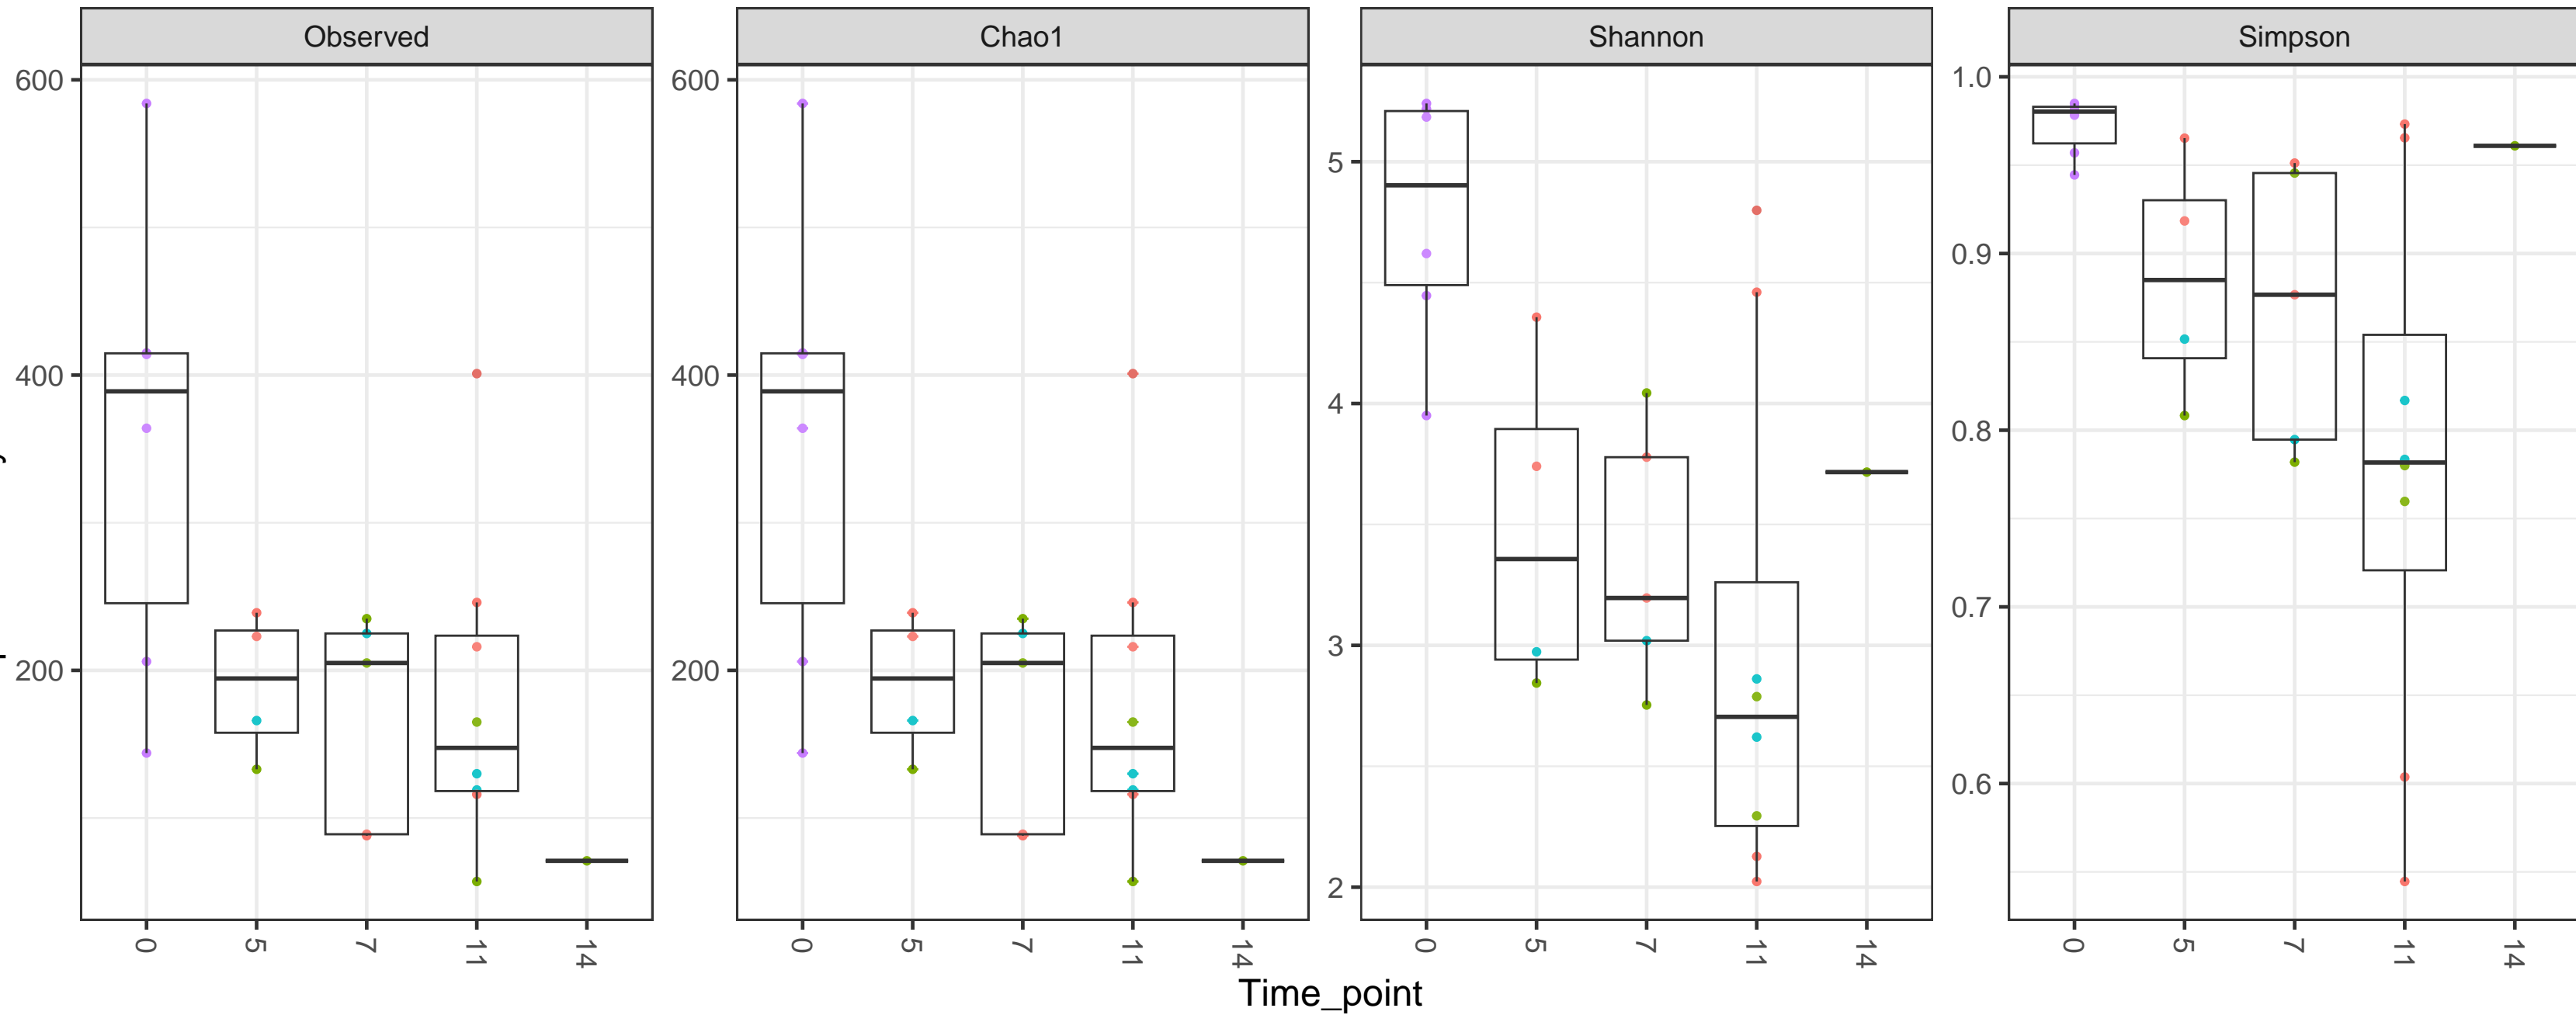 Observed Chao1 Shannon Simpson
600 600 5 1.0
400 400 4 0.9
200 200 3 0.8
2 0.7
0.6
0 5 7 11 14 0 5 7 11 14 0 5 7 11 14 0 5 7 11 14
Time_point